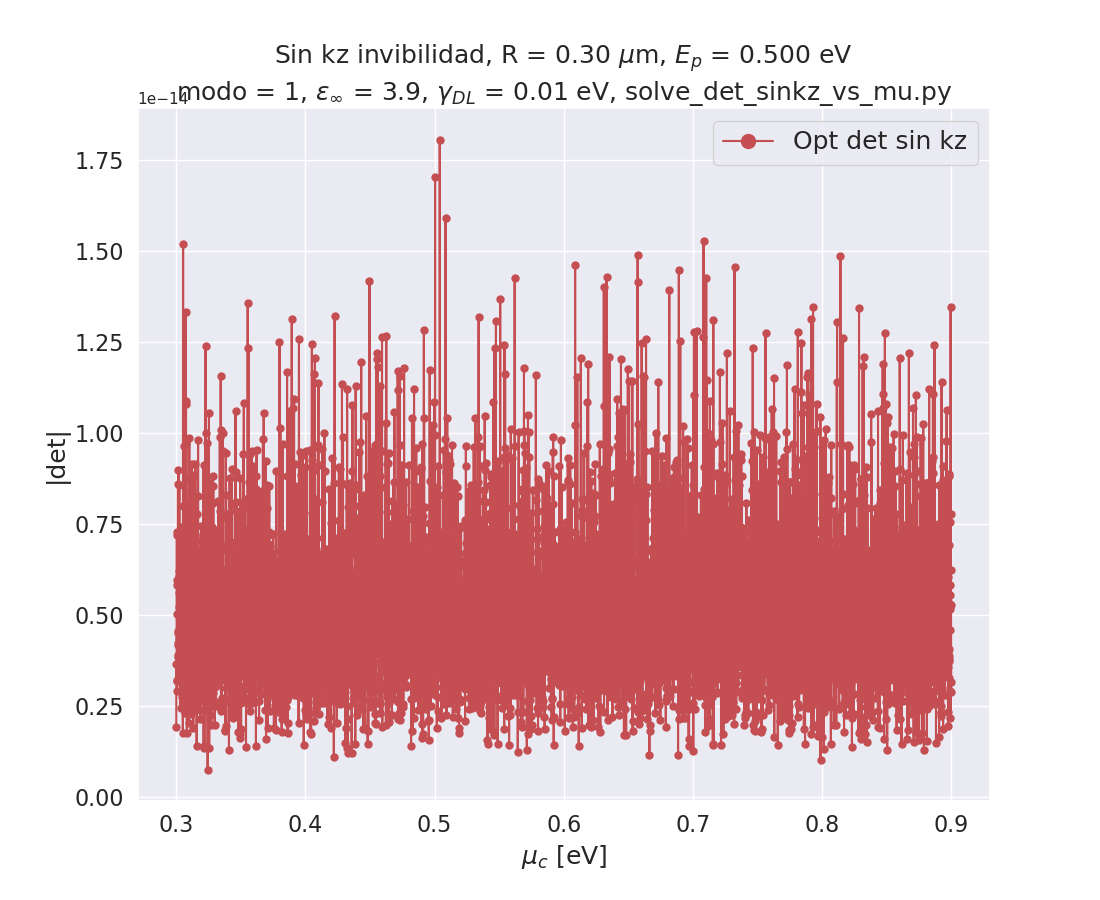 Sin kz invibilidad, R = 0.30 μm, E_p = 0.500 eV
modo = 1, ε_∞ = 3.9, γ_DL = 0.01 eV, solve_det_sinkz_vs_mu.py
1e−14
Opt det sin kz
1.75
1.50
1.25
1.00
0.75
0.50
0.25
0.00
|det|
0.3 0.4 0.5 0.6 0.7 0.8 0.9
μ_c [eV]